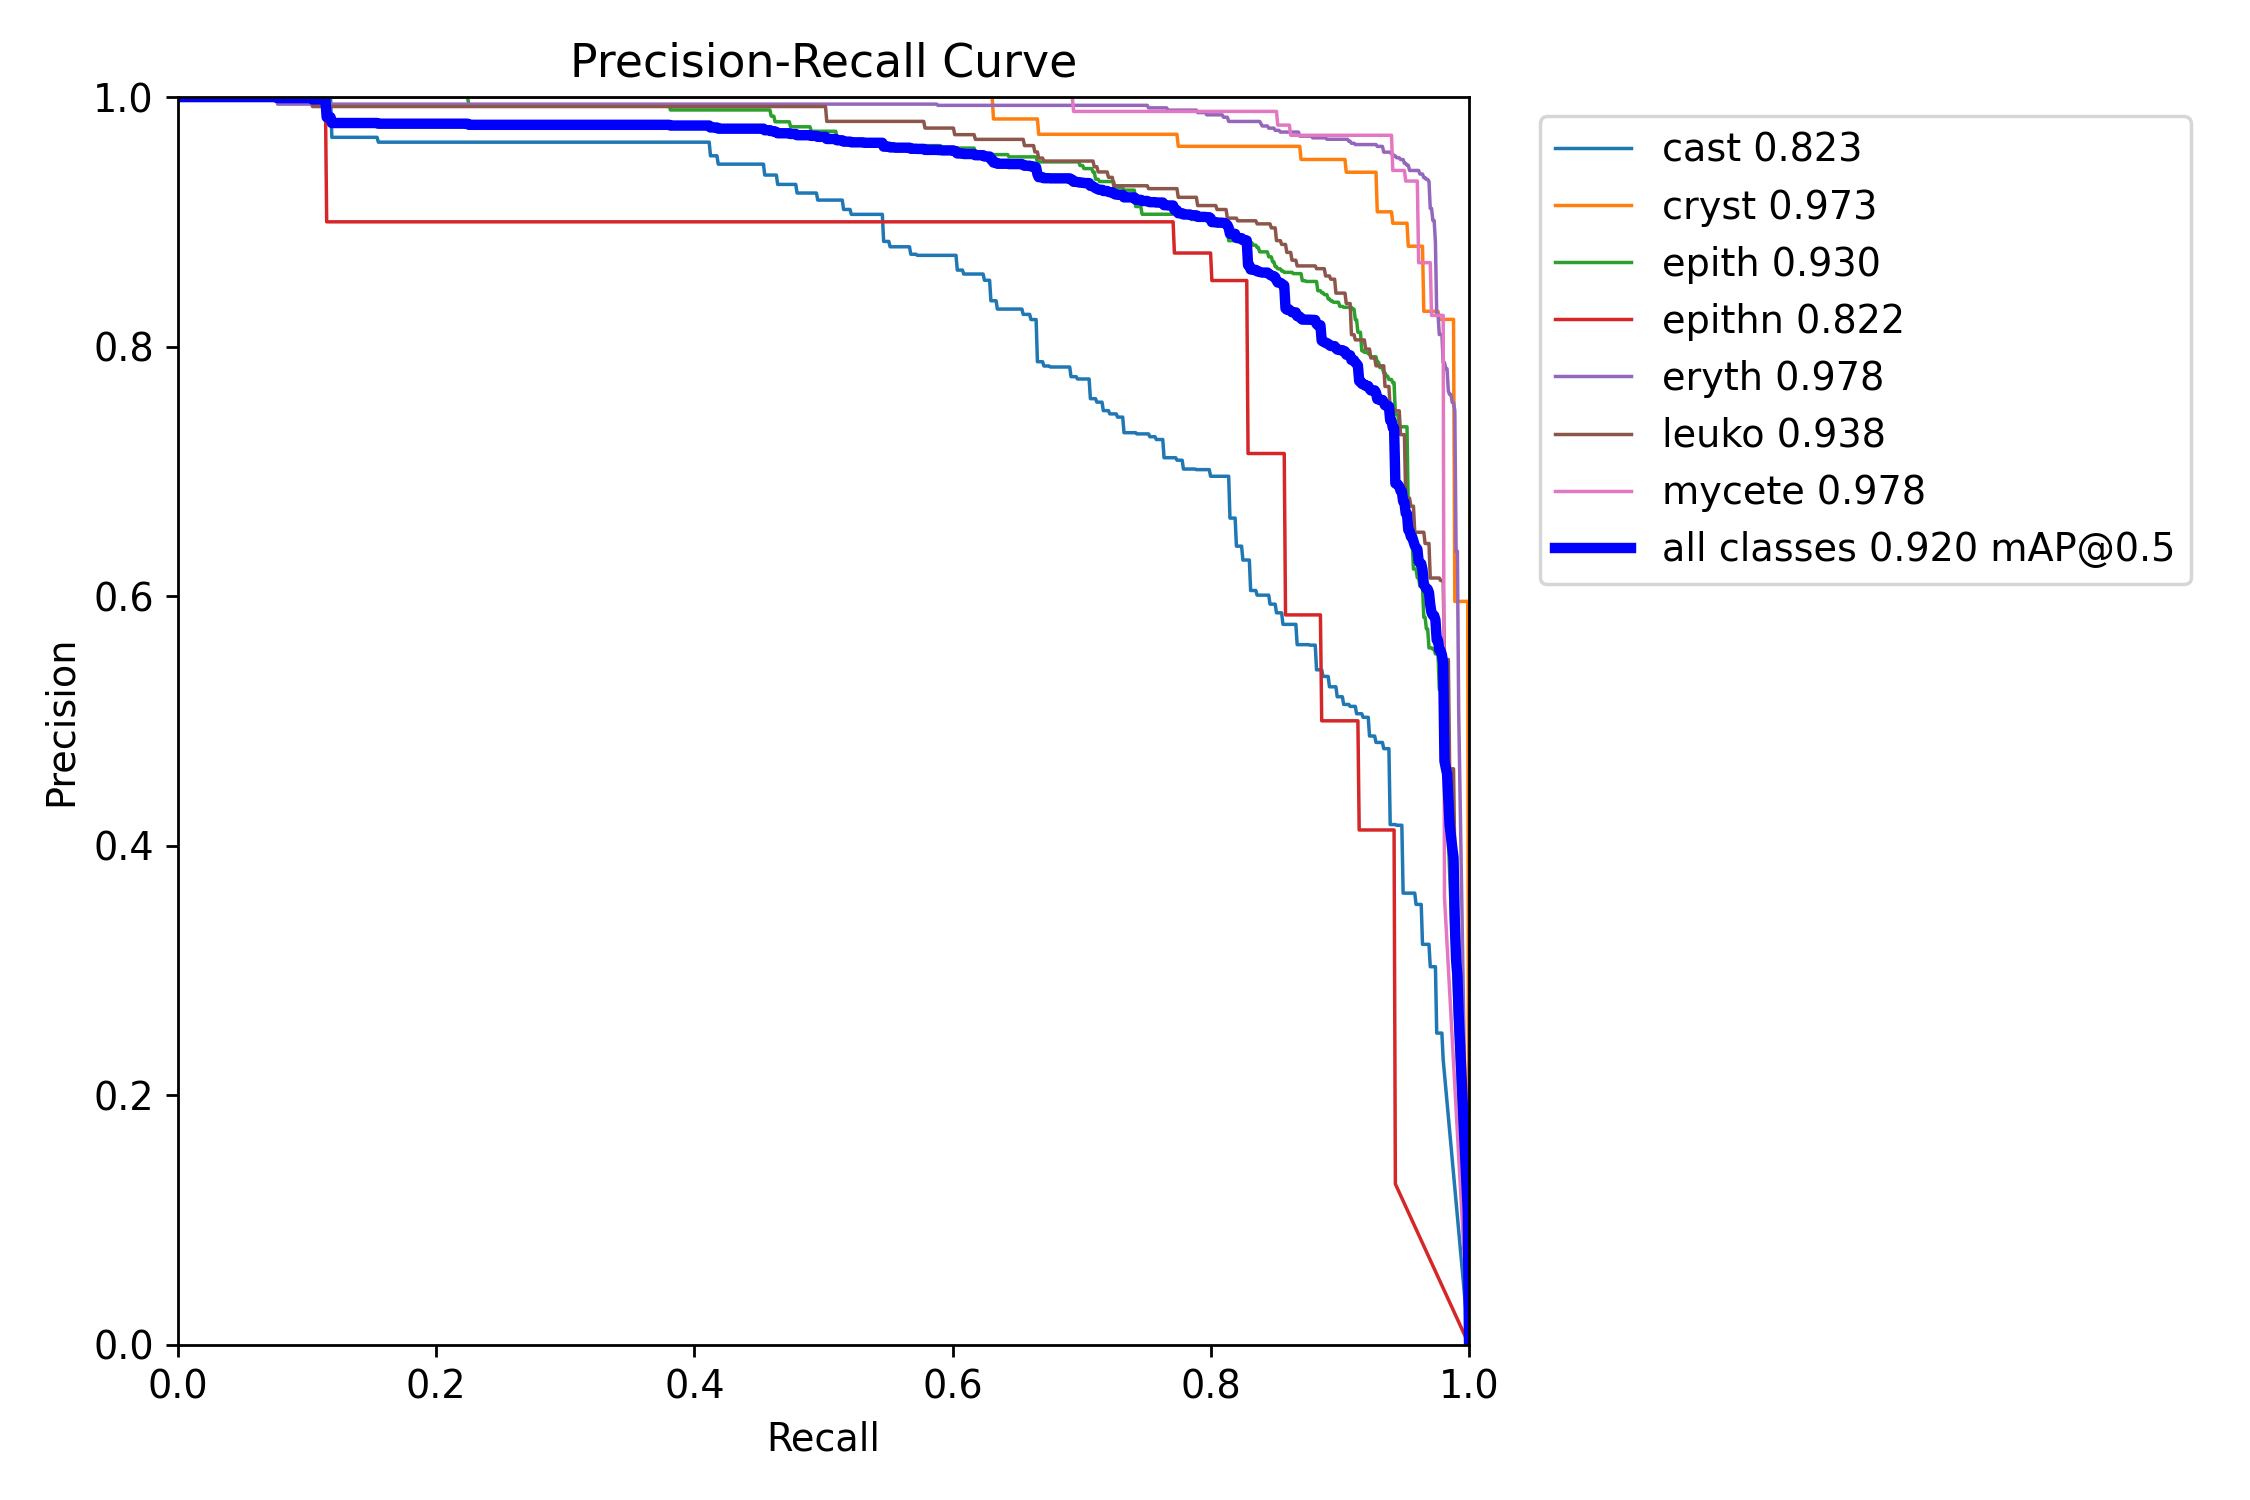 Precision-Recall Curve
1.0
0.8
0.6
0.4
0.2
0.0
Precision
0.0 0.2 0.4 0.6 0.8 1.0
Recall
cast 0.823
cryst 0.973
epith 0.930
epithn 0.822
eryth 0.978
leuko 0.938
mycete 0.978
all classes 0.920 mAP@0.5